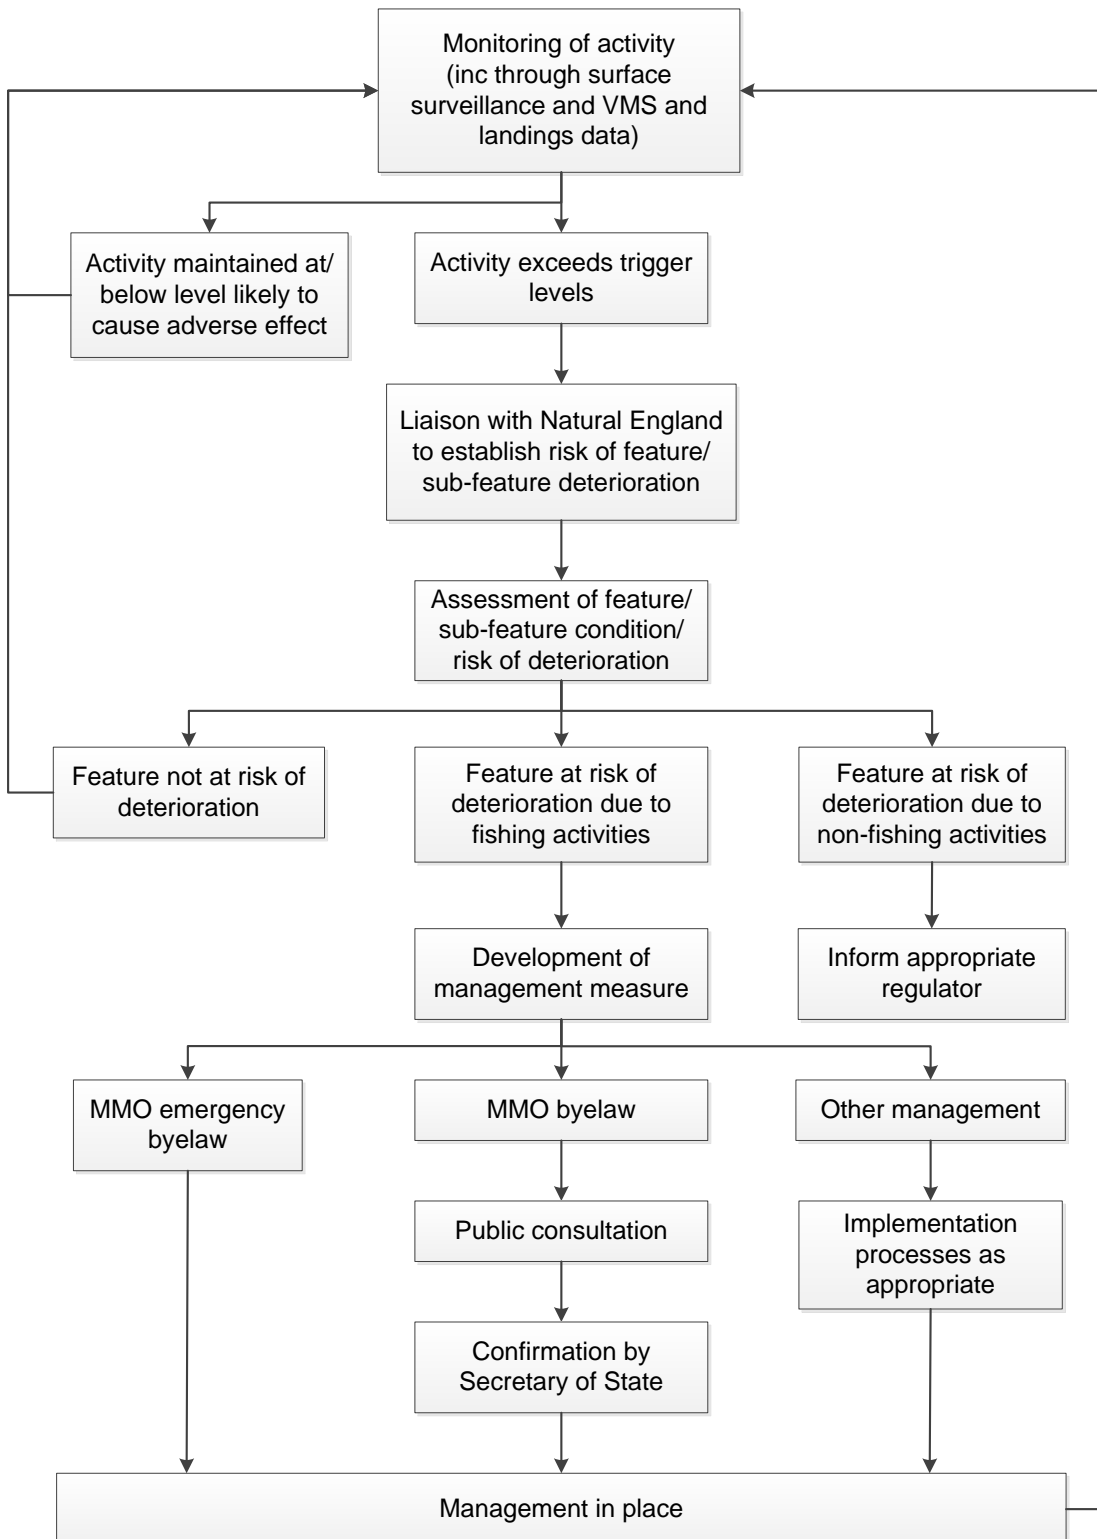 Monitoring of activity
(inc through surface
surveillance and VMS and
landings data)
Activity maintained at/
below level likely to
cause adverse effect
Activity exceeds trigger
levels
Liaison with Natural England
to establish risk of feature/
sub-feature deterioration
Assessment of feature/
sub-feature condition/
risk of deterioration
Feature not at risk of
deterioration
Feature at risk of
deterioration due to
fishing activities
Feature at risk of
deterioration due to
non-fishing activities
Development of
management measure
Inform appropriate
regulator
MMO emergency
byelaw
MMO byelaw
Other management
Public consultation
Implementation
processes as
appropriate
Confirmation by
Secretary of State
Management in place